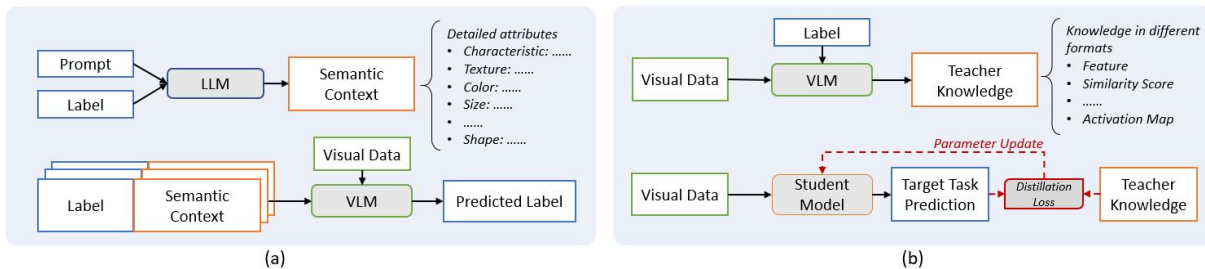 Prompt
Label
LLM
Semantic
Context
Detailed attributes
• Characteristic: ......
• Texture: ......
• Color: ......
• Size: ......
• ......
• Shape: ......
Visual Data
Label
Semantic
Context
VLM
Predicted Label
(a)
Label
Visual Data
VLM
Teacher
Knowledge
Knowledge in different
formats
• Feature
• Similarity Score
• ......
• Activation Map
Parameter Update
Visual Data
Student
Model
Target Task
Prediction
Distillation
Loss
Teacher
Knowledge
(b)